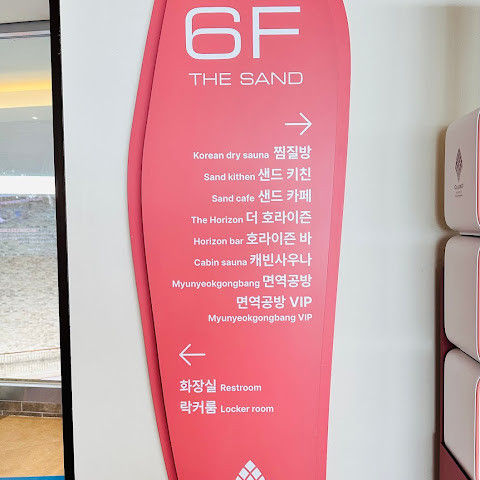 6F
THE SAND
→
Korean dry sauna 찜질방
Sand kithen 샌드 키친
Sand cafe 샌드 카페
The Horizon 더 호라이즌
Horizon bar 호라이즌 바
Cabin sauna 캐빈사우나
Myunyeokgongbang 면역공방
면역공방 VIP
Myunyeokgongbang VIP
←
화장실 Restroom
락커룸 Locker room